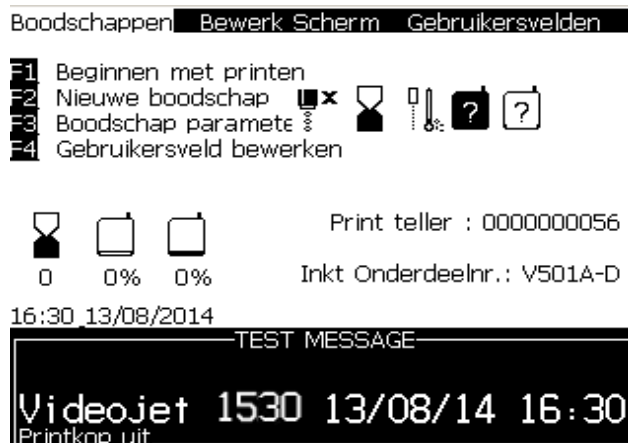 Boodschappen Bewerk Scherm Gebruikersvelden
F1 Beginnen met printen
F2 Nieuwe boodschap
F3 Boodschap paramete
F4 Gebruikersveld bewerken
? ?
Print teller : 0000000056
0 0% 0%
Inkt Onderdeelnr.: V501A-D
16:30 13/08/2014
TEST MESSAGE
Videojet 1530 13/08/14 16:30
Printkop uit